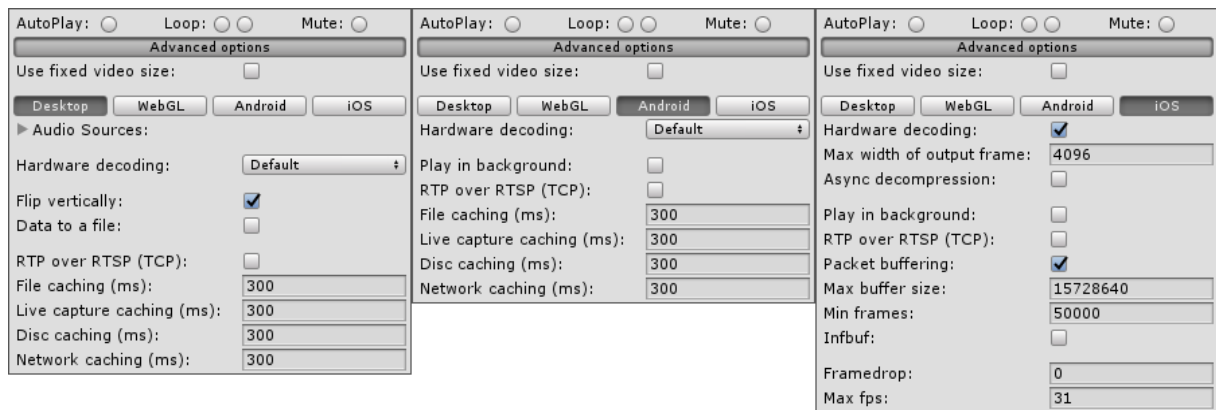 AutoPlay: Loop: Mute:
Advanced options
Use fixed video size:
Desktop WebGL Android iOS
Audio Sources:
Hardware decoding: Default
Flip vertically:
Data to a file:
RTP over RTSP (TCP):
File caching (ms): 300
Live capture caching (ms): 300
Disc caching (ms): 300
Network caching (ms): 300
AutoPlay: Loop: Mute:
Advanced options
Use fixed video size:
Desktop WebGL Android iOS
Hardware decoding: Default
Play in background:
RTP over RTSP (TCP):
File caching (ms): 300
Live capture caching (ms): 300
Disc caching (ms): 300
Network caching (ms): 300
AutoPlay: Loop: Mute:
Advanced options
Use fixed video size:
Desktop WebGL Android iOS
Hardware decoding:
Max width of output frame: 4096
Async decompression:
Play in background:
RTP over RTSP (TCP):
Packet buffering:
Max buffer size: 15728640
Min frames: 50000
Infbuf:
Framedrop: 0
Max fps: 31